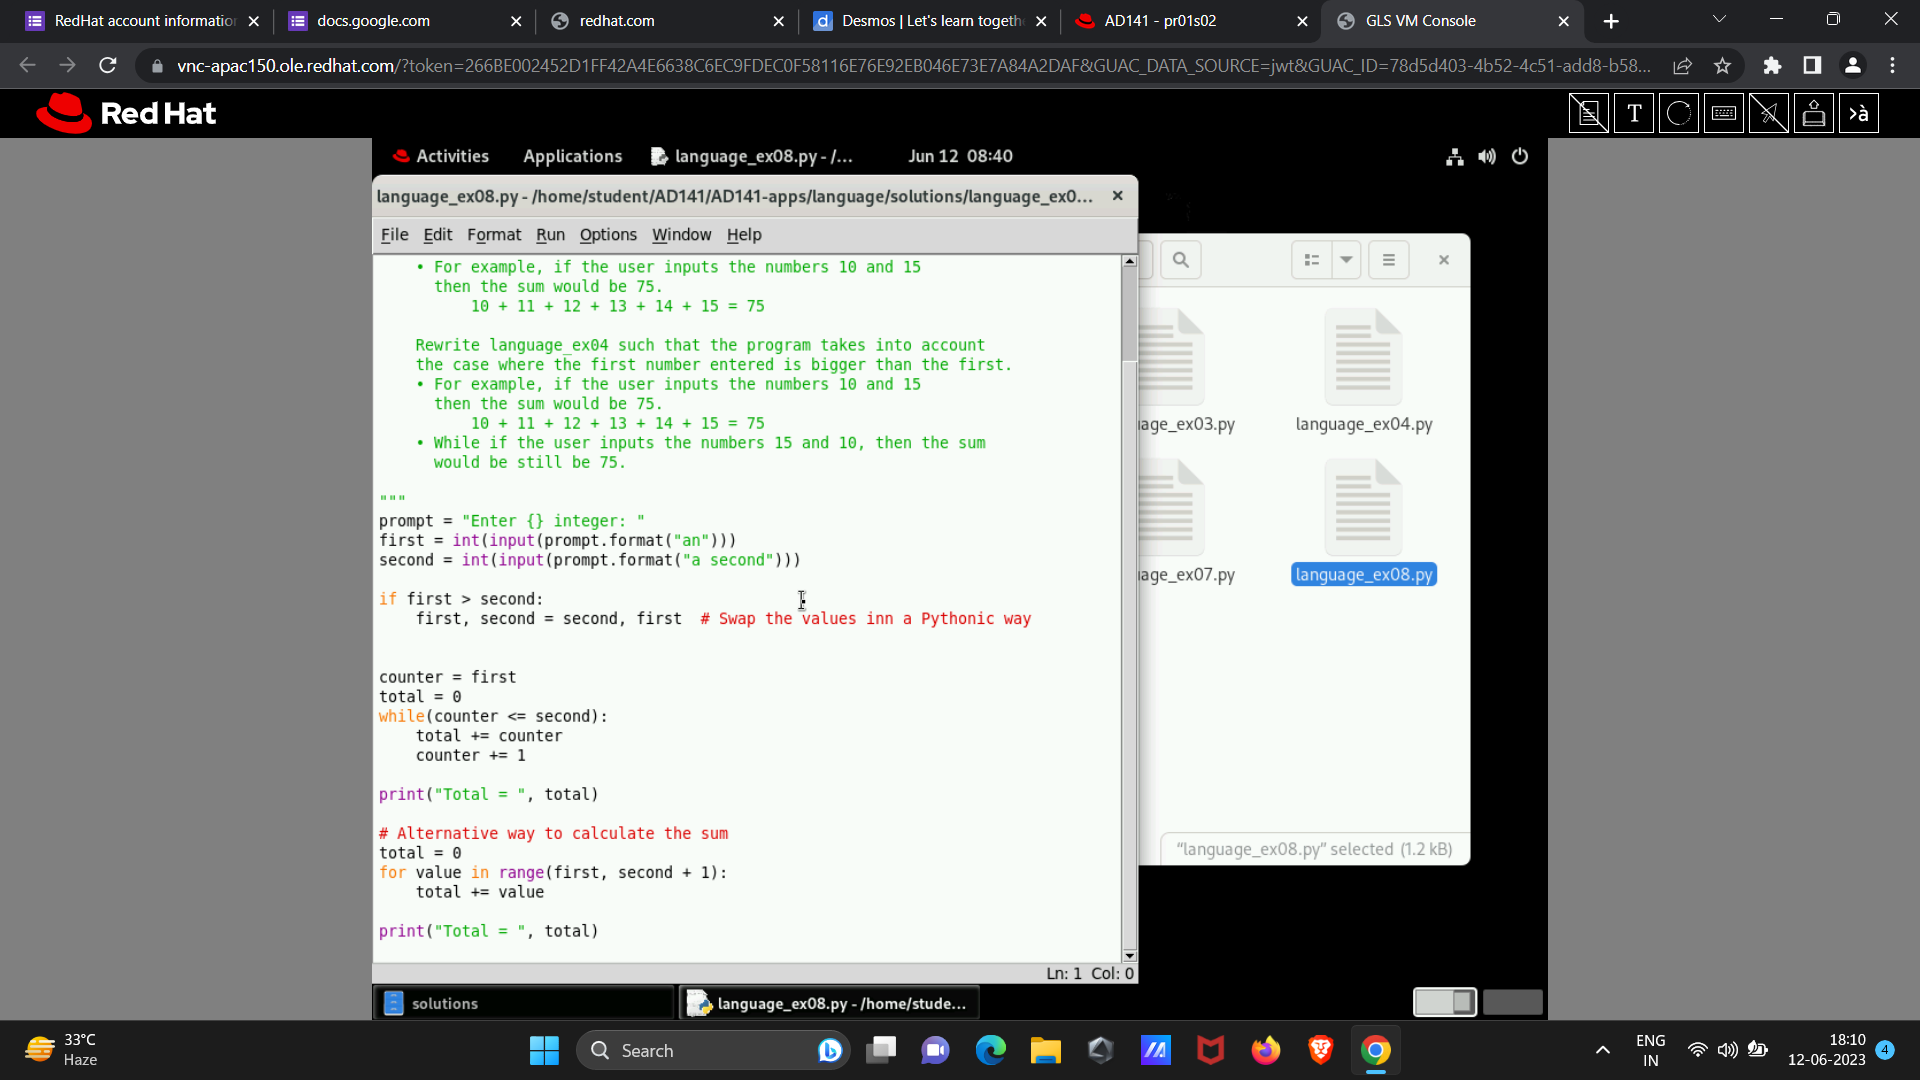 RedHat account information
docs.google.com
redhat.com
Desmos | Let's learn togeth
AD141 - pr01s02
GLS VM Console
vnc-apac150.ole.redhat.com/?token=266BE002452D1FF42A4E6638C6EC9FDEC0F58116E76E92EB046E73E7A84A2DAF&GUAC_DATA_SOURCE=jwt&GUAC_ID=78d5d403-4b52-4c51-add8-b58...
Red Hat
T
>à
Activities
Applications
language_ex08.py - /...
Jun 12 08:40
language_ex08.py - /home/student/AD141/AD141-apps/language/solutions/language_ex0...
File Edit Format Run Options Window Help
• For example, if the user inputs the numbers 10 and 15
then the sum would be 75.
10 + 11 + 12 + 13 + 14 + 15 = 75
Rewrite language_ex04 such that the program takes into account
the case where the first number entered is bigger than the first.
• For example, if the user inputs the numbers 10 and 15
then the sum would be 75.
10 + 11 + 12 + 13 + 14 + 15 = 75
• While if the user inputs the numbers 15 and 10, then the sum
would be still be 75.
"""
prompt = "Enter {} integer: "
first = int(input(prompt.format("an")))
second = int(input(prompt.format("a second")))
if first > second:
first, second = second, first # Swap the values inn a Pythonic way
counter = first
total = 0
while(counter <= second):
total += counter
counter += 1
print("Total = ", total)
# Alternative way to calculate the sum
total = 0
for value in range(first, second + 1):
total += value
print("Total = ", total)
Ln: 1 Col: 0
age_ex03.py
language_ex04.py
age_ex07.py
language_ex08.py
"language_ex08.py" selected (1.2 kB)
solutions
language_ex08.py - /home/stude...
33°C
Haze
Search
ENG
IN
18:10
12-06-2023
4